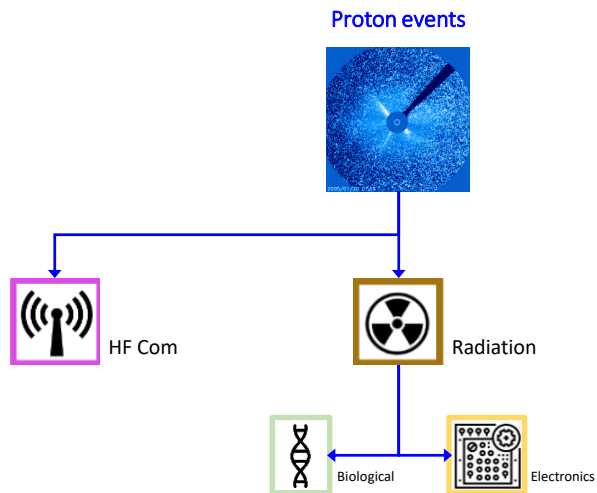 Proton events
HF Com
Radiation
Biological
Electronics